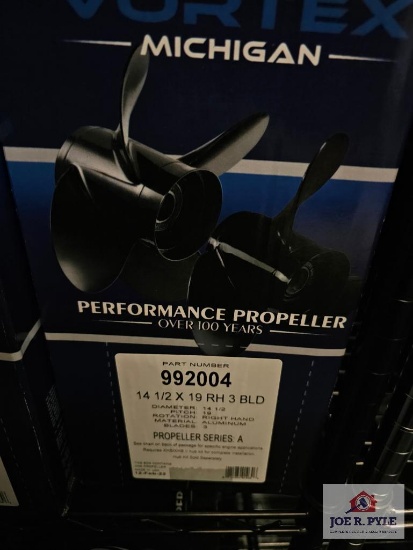 VORTEX
MICHIGAN
PERFORMANCE PROPELLER
OVER 100 YEARS
PART NUMBER
992004
14 1/2 X 19 RH 3 BLD
DIAMETER: 14 1/2
PITCH: 19
ROTATION: RIGHT HAND
MATERIAL: ALUMINUM
BLADES: 3
PROPELLER SERIES: A
JOE R. PYLE